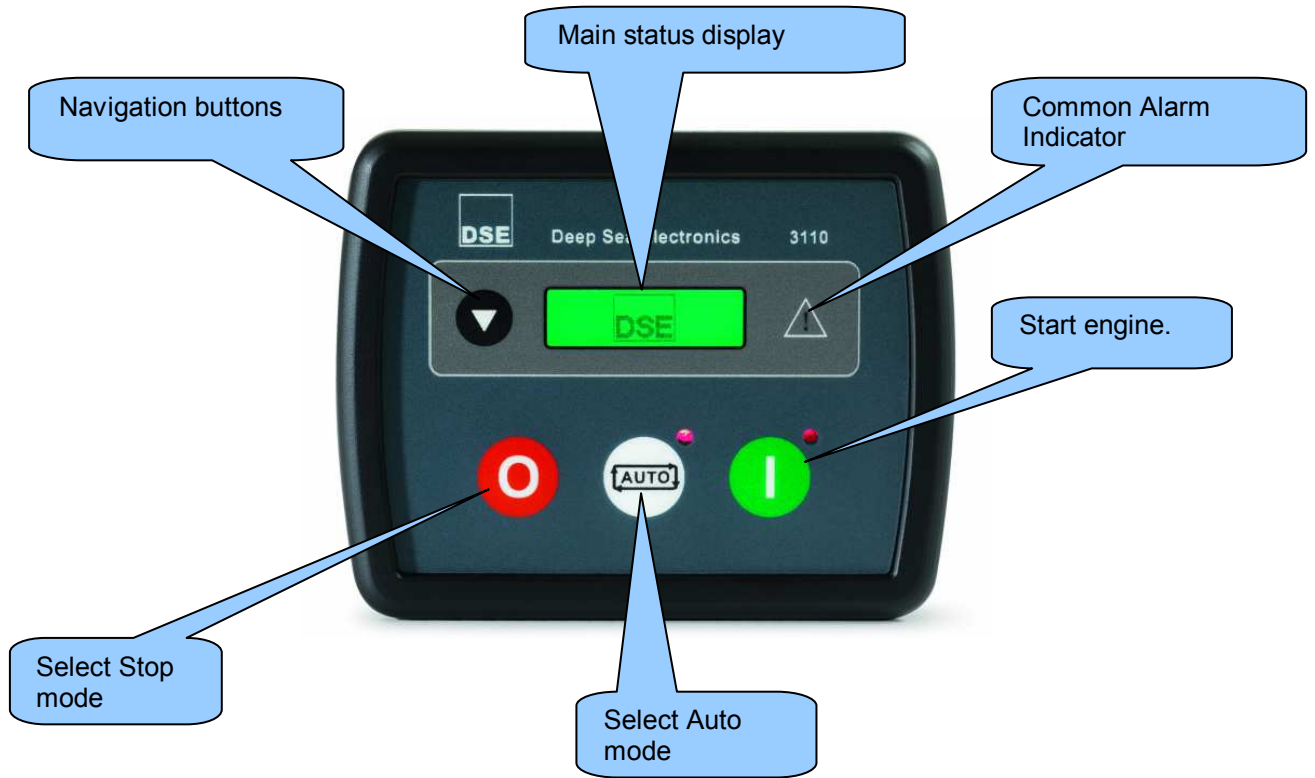 Main status display
Navigation buttons
Common Alarm
Indicator
DSE
Deep Sea Electronics
3110
DSE
Start engine.
O
AUTO
I
Select Stop
mode
Select Auto
mode